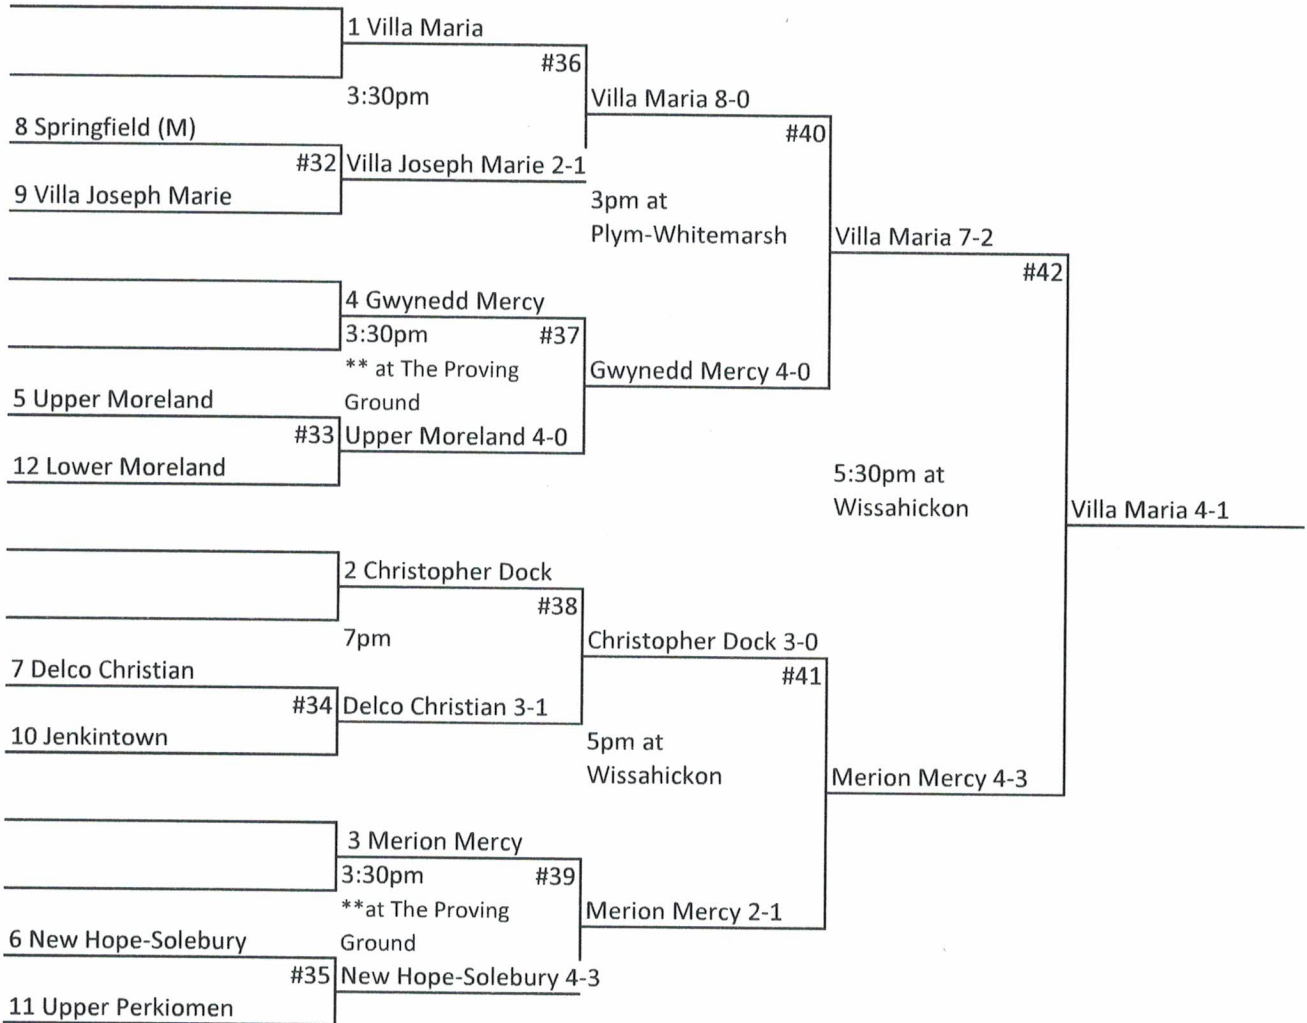 1 Villa Maria
#36
3:30pm
Villa Maria 8-0
8 Springfield (M)
#40
#32
Villa Joseph Marie 2-1
9 Villa Joseph Marie
3pm at
Plym-Whitemarsh
Villa Maria 7-2
#42
4 Gwynedd Mercy
3:30pm
#37
** at The Proving
Ground
Gwynedd Mercy 4-0
5 Upper Moreland
#33
Upper Moreland 4-0
12 Lower Moreland
5:30pm at
Wissahickon
Villa Maria 4-1
2 Christopher Dock
#38
7pm
Christopher Dock 3-0
7 Delco Christian
#41
#34
Delco Christian 3-1
10 Jenkintown
5pm at
Wissahickon
Merion Mercy 4-3
3 Merion Mercy
3:30pm
#39
**at The Proving
Ground
Merion Mercy 2-1
6 New Hope-Solebury
#35
New Hope-Solebury 4-3
11 Upper Perkiomen